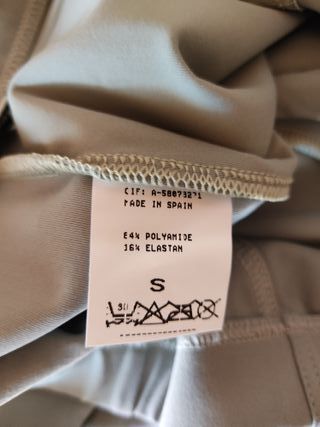 CIF: A-58073271
MADE IN SPAIN
84% POLYAMIDE
16% ELASTAN
S